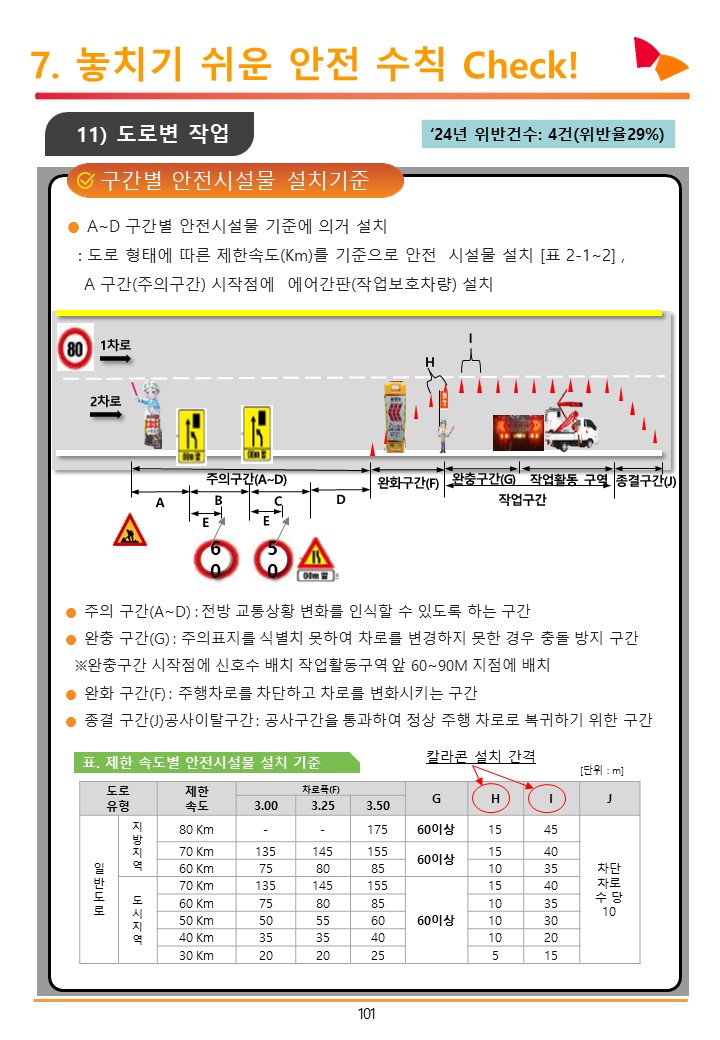 7. 놓치기 쉬운 안전 수칙 Check!
11) 도로변 작업
‘24년 위반건수: 4건(위반율29%)
구간별 안전시설물 설치기준
A~D 구간별 안전시설물 기준에 의거 설치
: 도로 형태에 따른 제한속도(Km)를 기준으로 안전 시설물 설치 [표 2-1~2] ,
A 구간(주의구간) 시작점에 에어간판(작업보호차량) 설치
80
1차로
2차로
I
H
00m 앞
00m 앞
주의구간(A~D)
완화구간(F)
완충구간(G)
작업활동 구역
종결구간(J)
작업구간
A
B
C
D
E
E
60
50
00m 앞
주의 구간(A~D) : 전방 교통상황 변화를 인식할 수 있도록 하는 구간
완충 구간(G) : 주의표지를 식별치 못하여 차로를 변경하지 못한 경우 충돌 방지 구간
※완충구간 시작점에 신호수 배치 작업활동구역 앞 60~90M 지점에 배치
완화 구간(F) : 주행차로를 차단하고 차로를 변화시키는 구간
종결 구간(J)공사이탈구간 : 공사구간을 통과하여 정상 주행 차로로 복귀하기 위한 구간
표. 제한 속도별 안전시설물 설치 기준
칼라콘 설치 간격
[단위 : m]
도로 유형 제한 속도 차로폭(F) G H I J
3.00 3.25 3.50
일반도로 지방지역 80 Km - - 175 60이상 15 45 차단 차로 수 당 10
70 Km 135 145 155 60이상 15 40
60 Km 75 80 85 10 35
도시지역 70 Km 135 145 155 60이상 15 40
60 Km 75 80 85 10 35
50 Km 50 55 60 10 30
40 Km 35 35 40 10 20
30 Km 20 20 25 5 15
101